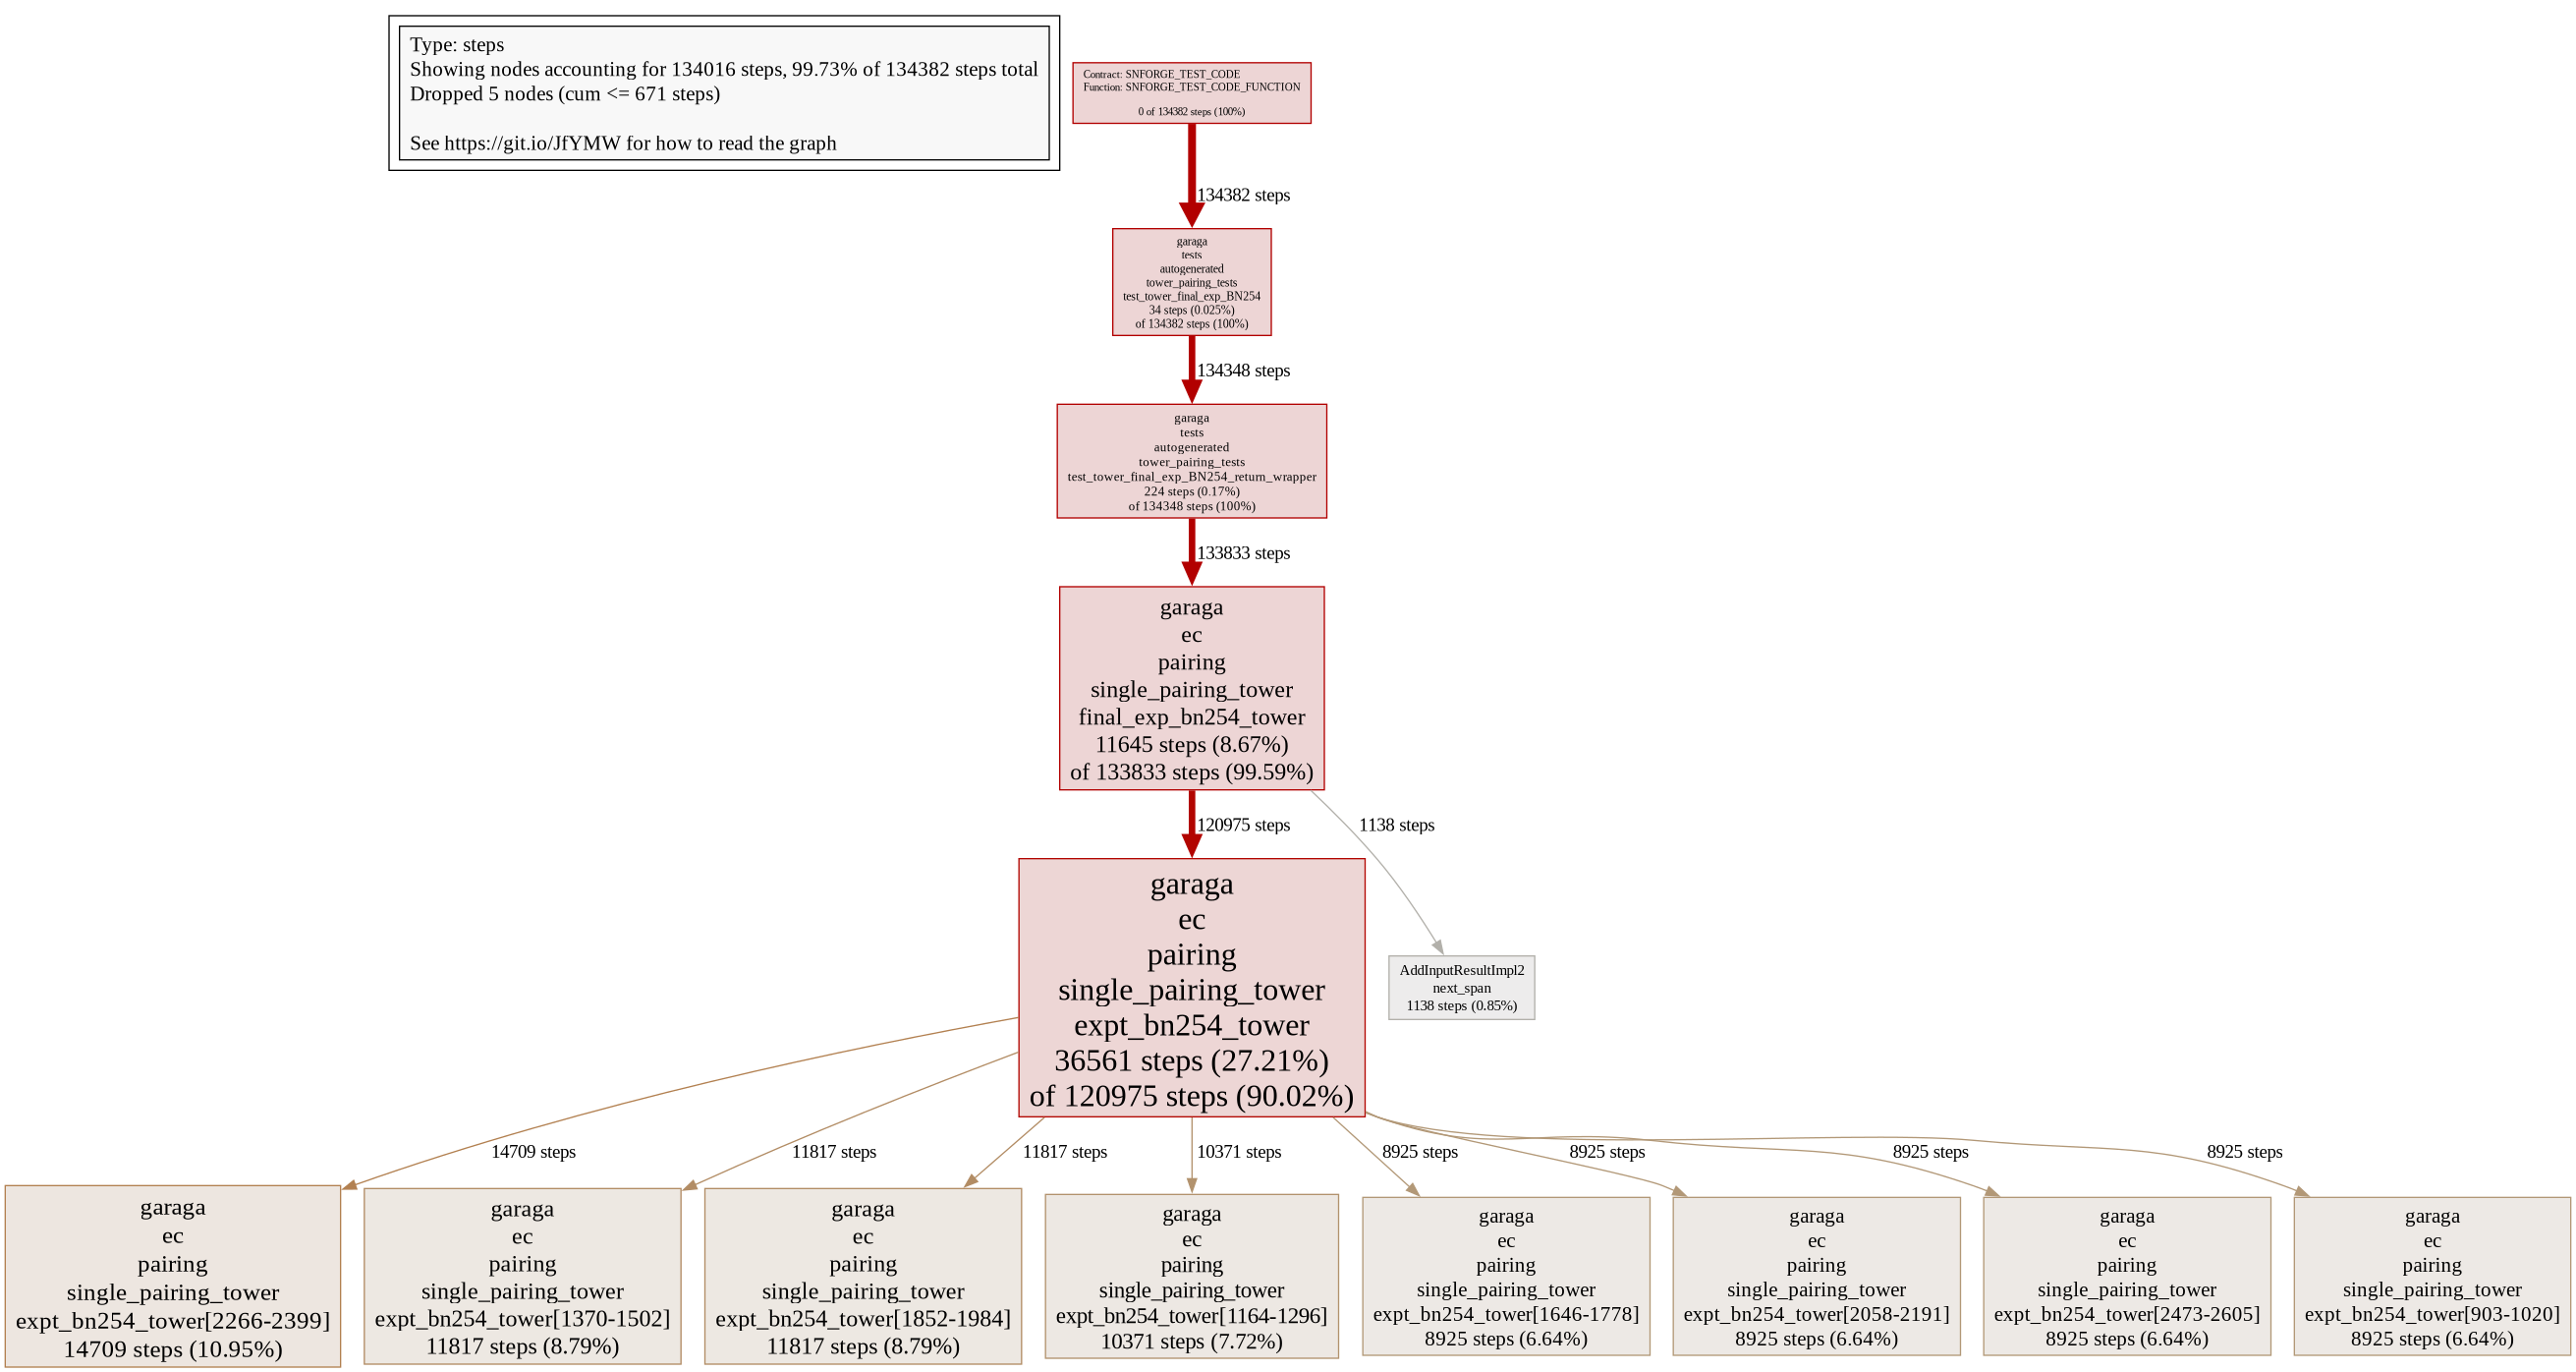 Type: steps
Showing nodes accounting for 134016 steps, 99.73% of 134382 steps total
Dropped 5 nodes (cum <= 671 steps)
See https://git.io/JfYMW for how to read the graph
Contract: SNFORGE_TEST_CODE
Function: SNFORGE_TEST_CODE_FUNCTION
0 of 134382 steps (100%)
134382 steps
garaga
tests
autogenerated
tower_pairing_tests
test_tower_final_exp_BN254
34 steps (0.025%)
of 134382 steps (100%)
134348 steps
garaga
tests
autogenerated
tower_pairing_tests
test_tower_final_exp_BN254_return_wrapper
224 steps (0.17%)
of 134348 steps (100%)
133833 steps
garaga
ec
pairing
single_pairing_tower
final_exp_bn254_tower
11645 steps (8.67%)
of 133833 steps (99.59%)
120975 steps
1138 steps
garaga
ec
pairing
single_pairing_tower
expt_bn254_tower
36561 steps (27.21%)
of 120975 steps (90.02%)
AddInputResultImpl2
next_span
1138 steps (0.85%)
14709 steps
11817 steps
11817 steps
10371 steps
8925 steps
8925 steps
8925 steps
8925 steps
garaga
ec
pairing
single_pairing_tower
expt_bn254_tower[2266-2399]
14709 steps (10.95%)
garaga
ec
pairing
single_pairing_tower
expt_bn254_tower[1370-1502]
11817 steps (8.79%)
garaga
ec
pairing
single_pairing_tower
expt_bn254_tower[1852-1984]
11817 steps (8.79%)
garaga
ec
pairing
single_pairing_tower
expt_bn254_tower[1164-1296]
10371 steps (7.72%)
garaga
ec
pairing
single_pairing_tower
expt_bn254_tower[1646-1778]
8925 steps (6.64%)
garaga
ec
pairing
single_pairing_tower
expt_bn254_tower[2058-2191]
8925 steps (6.64%)
garaga
ec
pairing
single_pairing_tower
expt_bn254_tower[2473-2605]
8925 steps (6.64%)
garaga
ec
pairing
single_pairing_tower
expt_bn254_tower[903-1020]
8925 steps (6.64%)